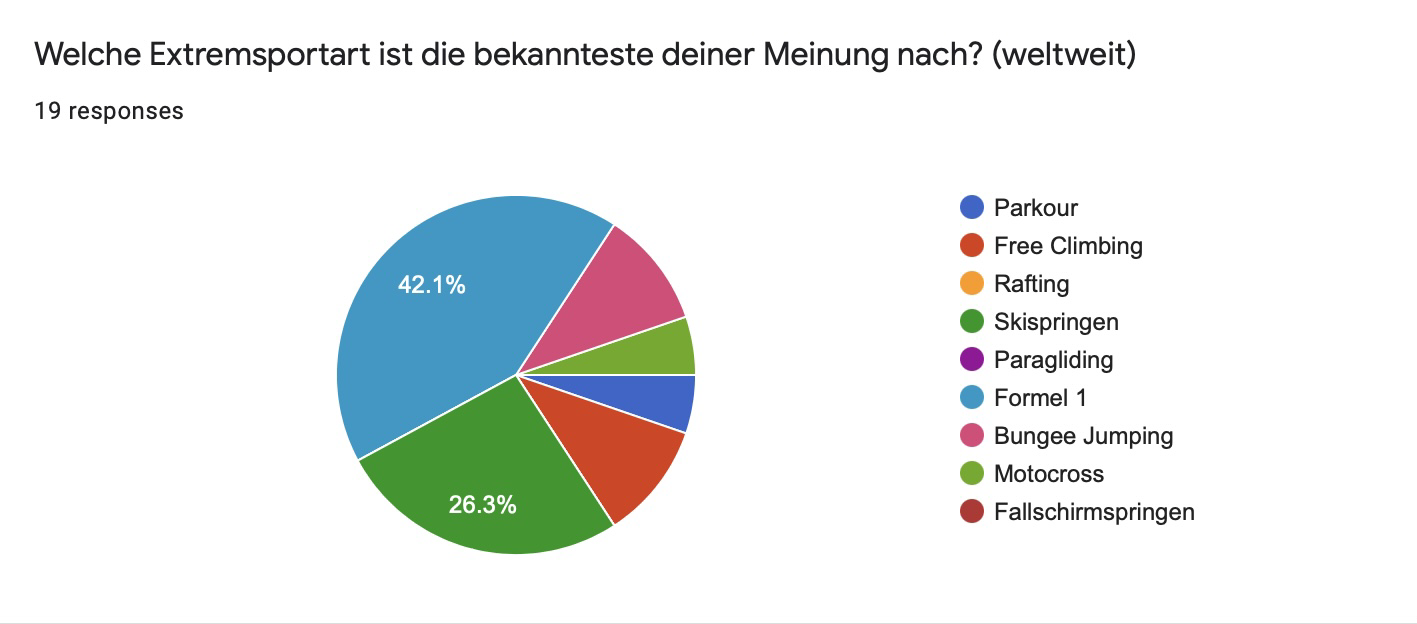 Welche Extremsportart ist die bekannteste deiner Meinung nach? (weltweit)
19 responses
42.1%
26.3%
Parkour
Free Climbing
Rafting
Skispringen
Paragliding
Formel 1
Bungee Jumping
Motocross
Fallschirmspringen